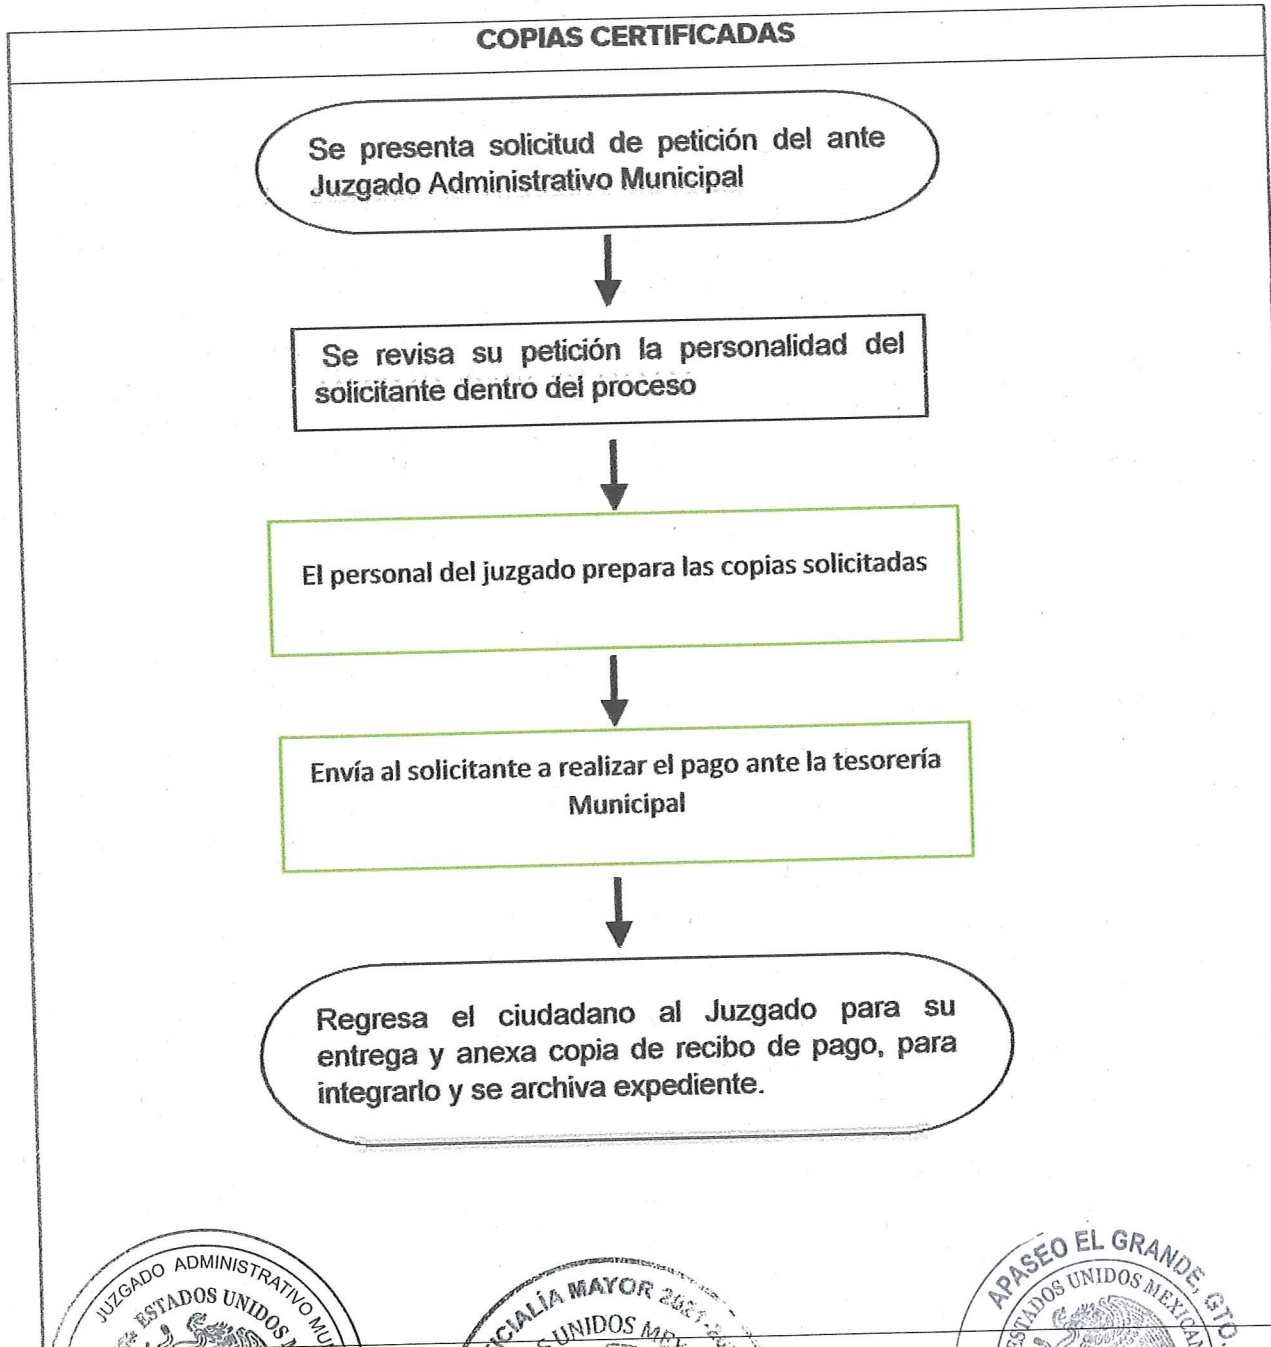 COPIAS CERTIFICADAS
Se presenta solicitud de petición del ante
Juzgado Administrativo Municipal
Se revisa su petición la personalidad del
solicitante dentro del proceso
El personal del juzgado prepara las copias solicitadas
Envía al solicitante a realizar el pago ante la tesorería
Municipal
Regresa el ciudadano al Juzgado para su
entrega y anexa copia de recibo de pago, para
integrarlo y se archiva expediente.
JUZGADO ADMINISTRATIVO
ESTADOS UNIDOS
MAYOR
UNIDOS
APASEO EL GRANDE, GTO.
UNIDOS